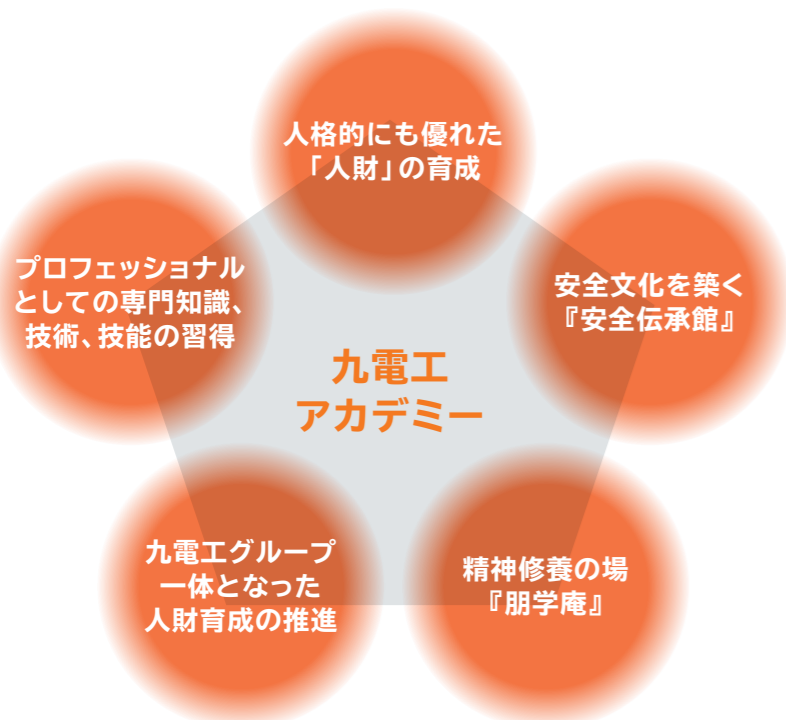 人格的にも優れた
「人財」の育成
プロフェッショナル
としての専門知識、
技術、技能の習得
安全文化を築く
『安全伝承館』
九電工
アカデミー
九電工グループ
一体となった
人財育成の推進
精神修養の場
『朋学庵』